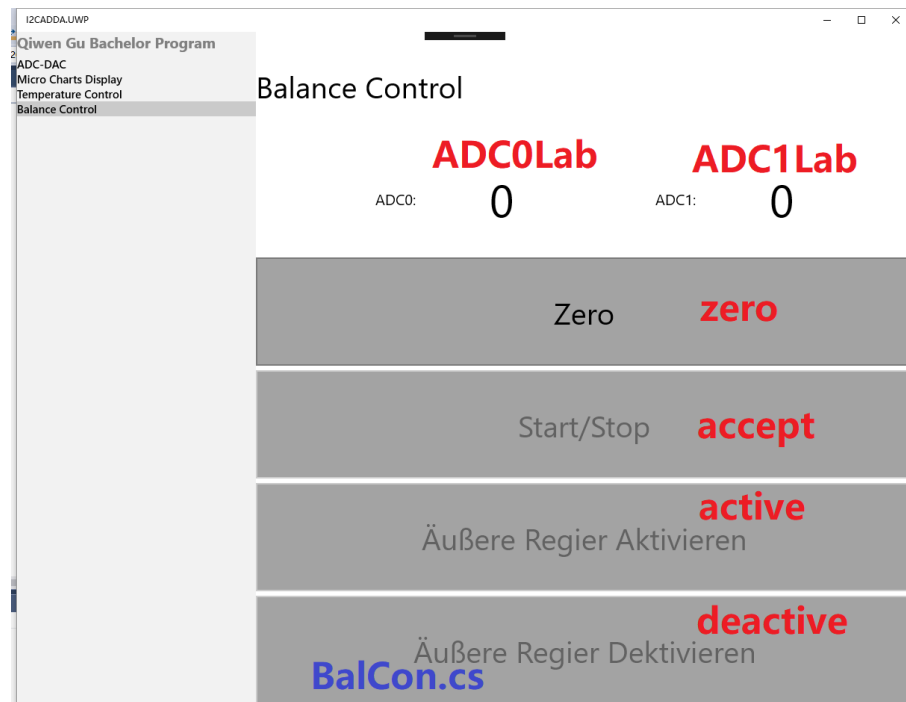 I2CADDA.UWP
Qiwen Gu Bachelor Program
ADC-DAC
Micro Charts Display
Temperature Control
Balance Control
Balance Control
ADC0Lab ADC1Lab
ADC0: 0 ADC1: 0
Zero zero
Start/Stop accept
active
Äußere Regier Aktivieren
deactive
Äußere Regier Dektivieren
BalCon.cs